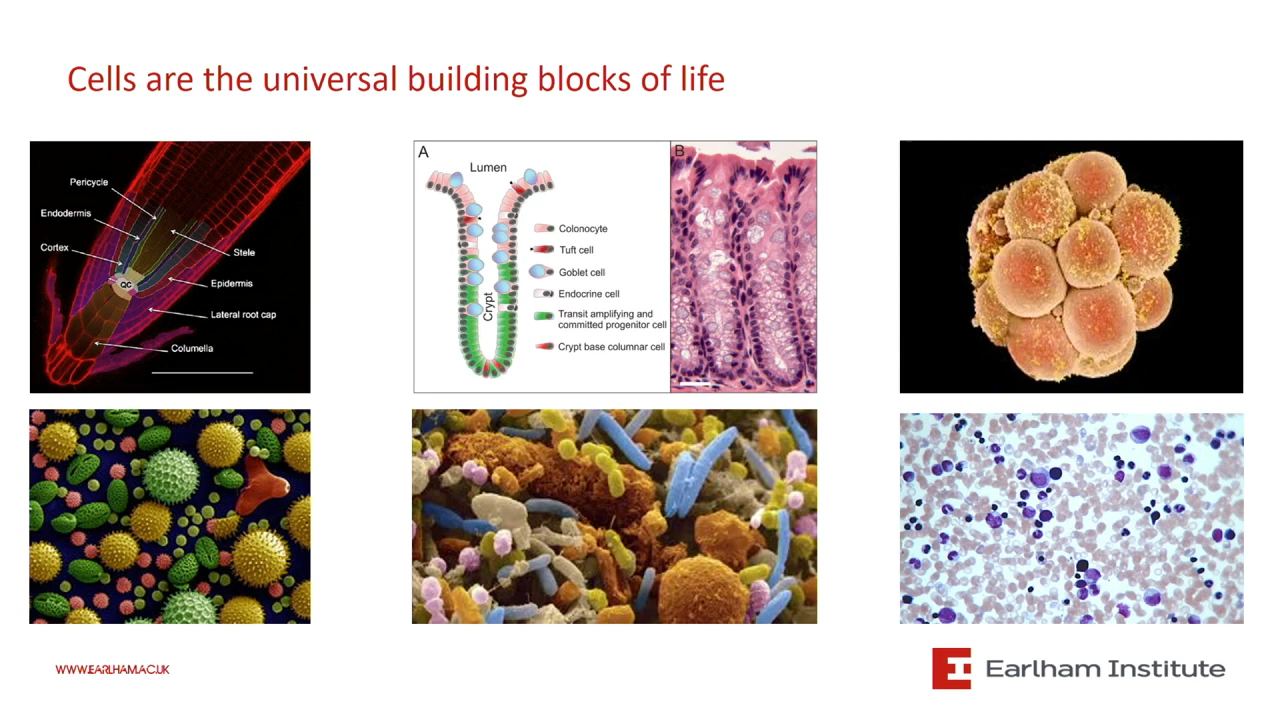 Cells are the universal building blocks of life
Pericycle
Endodermis
Cortex
QC
Stele
Epidermis
Lateral root cap
Columella
A
Lumen
Crypt
Colonocyte
Tuft cell
Goblet cell
Endocrine cell
Transit amplifying and
committed progenitor cell
Crypt base columnar cell
B
WWW.EARLHAM.AC.UK
Earlham Institute